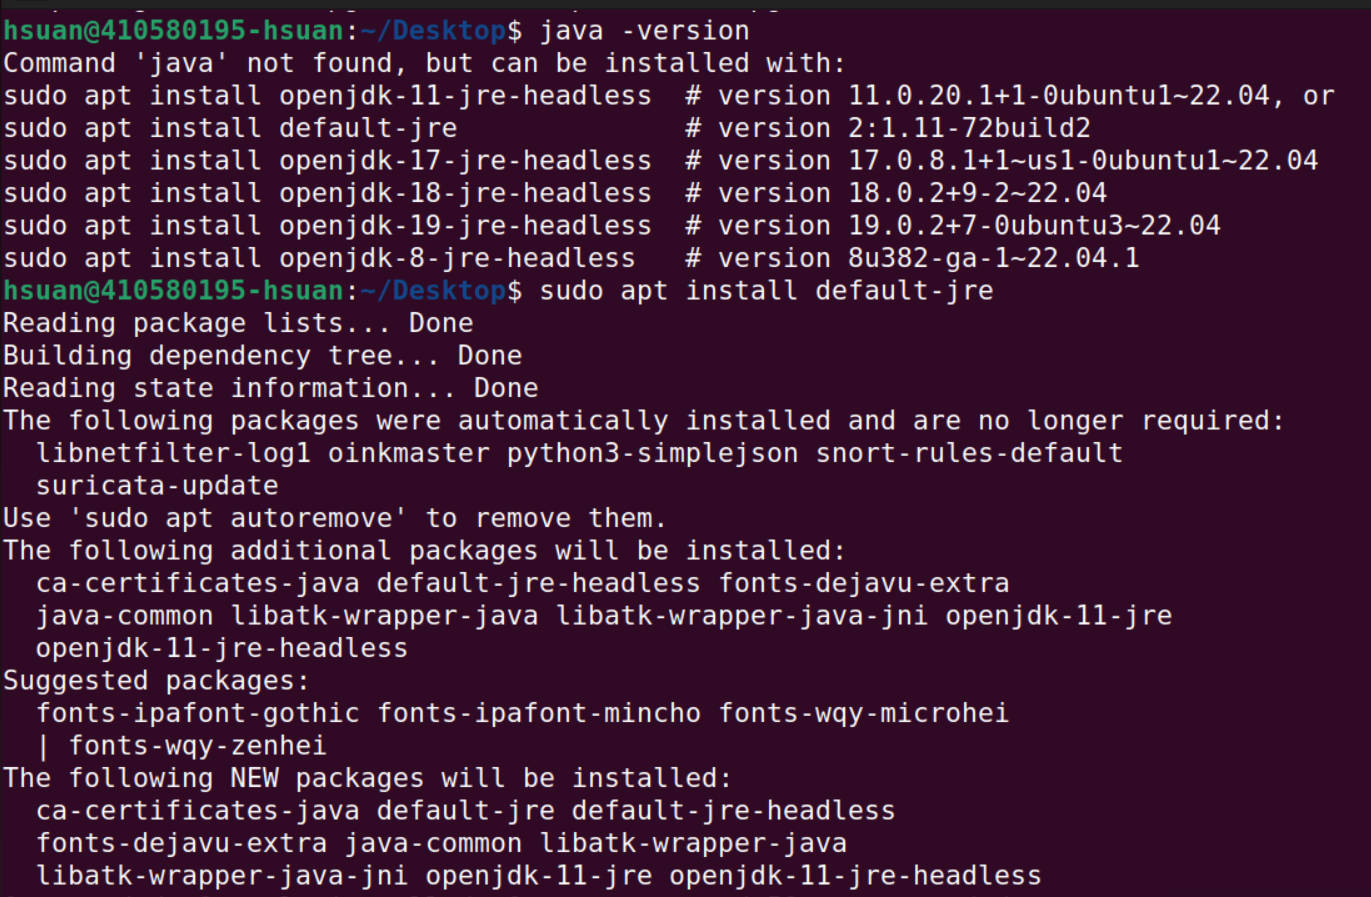 hsuan@410580195-hsuan:~/Desktop$ java -version
Command 'java' not found, but can be installed with:
sudo apt install openjdk-11-jre-headless  # version 11.0.20.1+1-0ubuntu1~22.04, or
sudo apt install default-jre              # version 2:1.11-72build2
sudo apt install openjdk-17-jre-headless  # version 17.0.8.1+1~us1-0ubuntu1~22.04
sudo apt install openjdk-18-jre-headless  # version 18.0.2+9-2~22.04
sudo apt install openjdk-19-jre-headless  # version 19.0.2+7-0ubuntu3~22.04
sudo apt install openjdk-8-jre-headless   # version 8u382-ga-1~22.04.1
hsuan@410580195-hsuan:~/Desktop$ sudo apt install default-jre
Reading package lists... Done
Building dependency tree... Done
Reading state information... Done
The following packages were automatically installed and are no longer required:
  libnetfilter-log1 oinkmaster python3-simplejson snort-rules-default
  suricata-update
Use 'sudo apt autoremove' to remove them.
The following additional packages will be installed:
  ca-certificates-java default-jre-headless fonts-dejavu-extra
  java-common libatk-wrapper-java libatk-wrapper-java-jni openjdk-11-jre
  openjdk-11-jre-headless
Suggested packages:
  fonts-ipafont-gothic fonts-ipafont-mincho fonts-wqy-microhei
  | fonts-wqy-zenhei
The following NEW packages will be installed:
  ca-certificates-java default-jre default-jre-headless
  fonts-dejavu-extra java-common libatk-wrapper-java
  libatk-wrapper-java-jni openjdk-11-jre openjdk-11-jre-headless